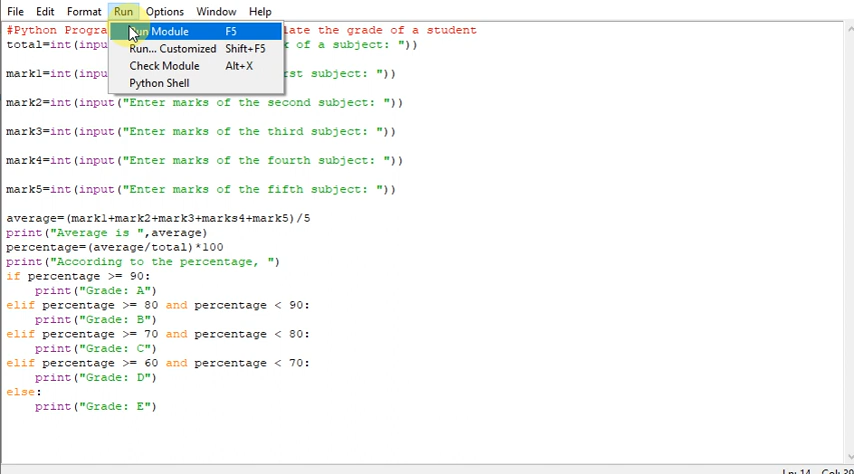 File Edit Format Run Options Window Help
#Python Progra late the grade of a student
Run Module F5
total=int(inpu k of a subject: "))
Run... Customized Shift+F5
Check Module Alt+X
mark1=int(inpu rst subject: "))
Python Shell
mark2=int(input("Enter marks of the second subject: "))
mark3=int(input("Enter marks of the third subject: "))
mark4=int(input("Enter marks of the fourth subject: "))
mark5=int(input("Enter marks of the fifth subject: "))
average=(mark1+mark2+mark3+marks4+mark5)/5
print("Average is ",average)
percentage=(average/total)*100
print("According to the percentage, ")
if percentage >= 90:
    print("Grade: A")
elif percentage >= 80 and percentage < 90:
    print("Grade: B")
elif percentage >= 70 and percentage < 80:
    print("Grade: C")
elif percentage >= 60 and percentage < 70:
    print("Grade: D")
else:
    print("Grade: E")